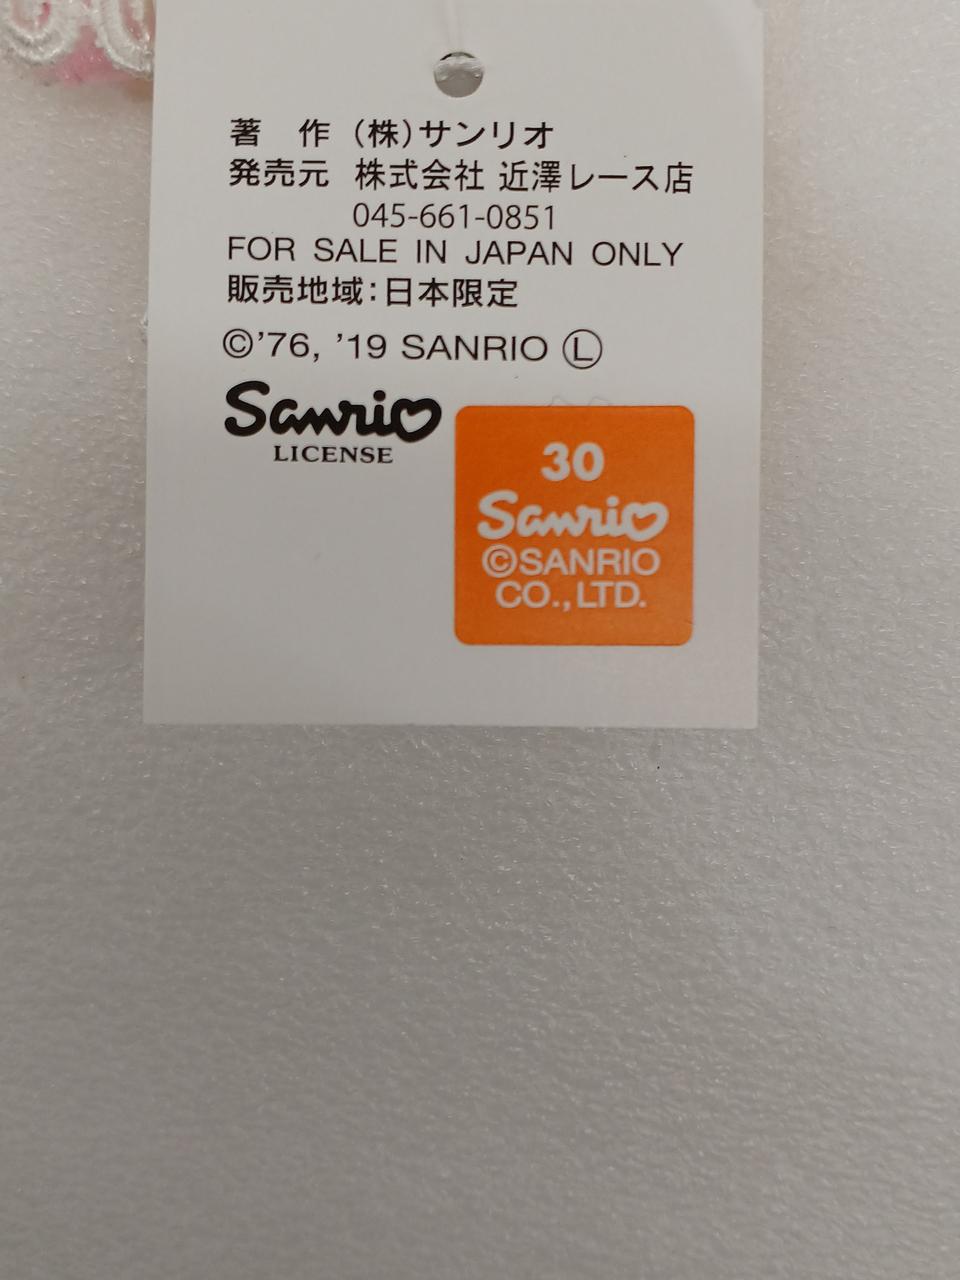 著　作 (株)サンリオ
発売元 株式会社 近澤レース店
045-661-0851
FOR SALE IN JAPAN ONLY
販売地域:日本限定
©'76, '19 SANRIO Ⓛ
Sanrio
LICENSE
30
Sanrio
©SANRIO
CO.,LTD.